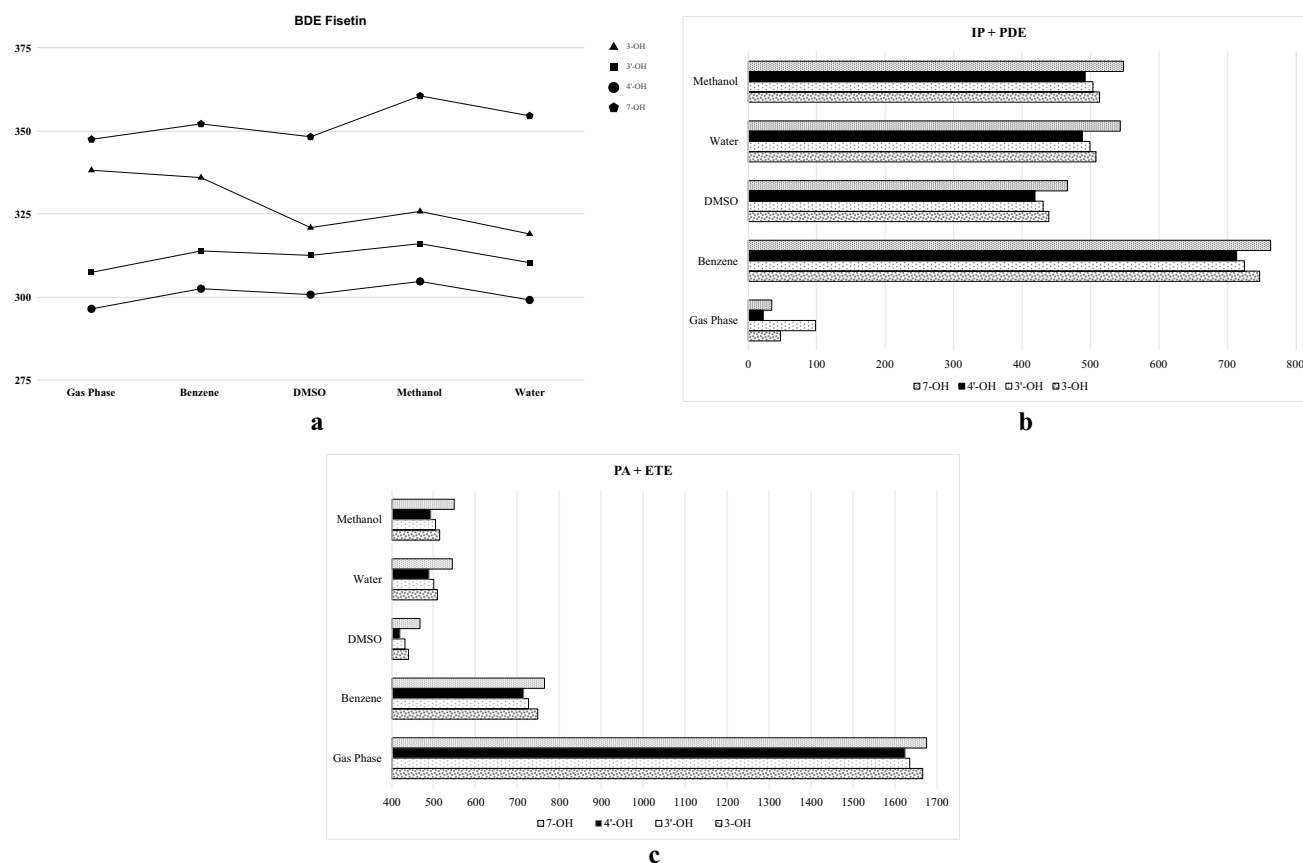 BDE Fisetin
375
350
325
300
275
Gas Phase Benzene DMSO Methanol Water
3-OH
3'-OH
4'-OH
7-OH
a
IP + PDE
Methanol
Water
DMSO
Benzene
Gas Phase
0 100 200 300 400 500 600 700 800
7-OH 4'-OH 3'-OH 3-OH
b
PA + ETE
Methanol
Water
DMSO
Benzene
Gas Phase
400 500 600 700 800 900 1000 1100 1200 1300 1400 1500 1600 1700
7-OH 4'-OH 3'-OH 3-OH
c